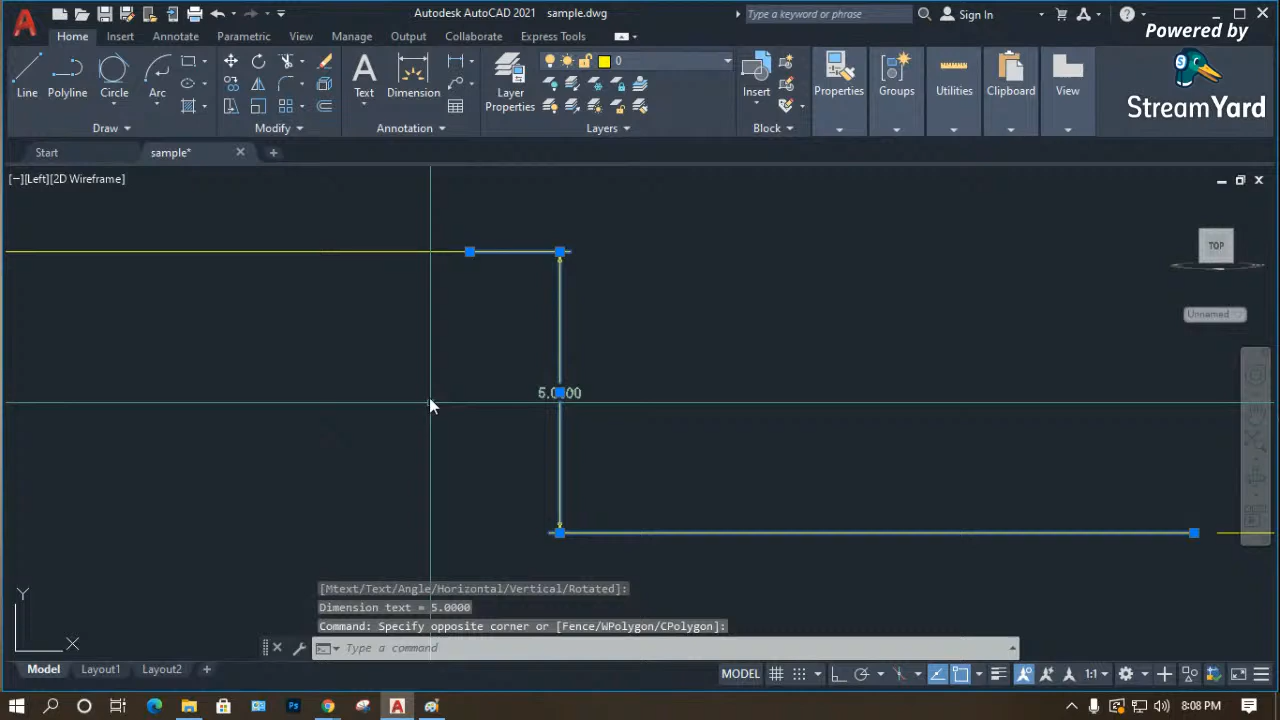 Autodesk AutoCAD 2021 sample.dwg
Type a keyword or phrase
Sign In
Powered by
StreamYard
Home Insert Annotate Parametric View Manage Output Collaborate Express Tools
0
Line Polyline Circle Arc
Text Dimension
Layer
Properties
Insert
Properties Groups Utilities Clipboard View
Draw Modify Annotation Layers Block
Start sample*
[−][Left][2D Wireframe]
TOP
Unnamed
Y
X
[Mtext/Text/Angle/Horizontal/Vertical/Rotated]:
Dimension text = 5.0000
Command: Specify opposite corner or [Fence/WPolygon/CPolygon]:
Type a command
Model Layout1 Layout2
MODEL
1:1
8:08 PM